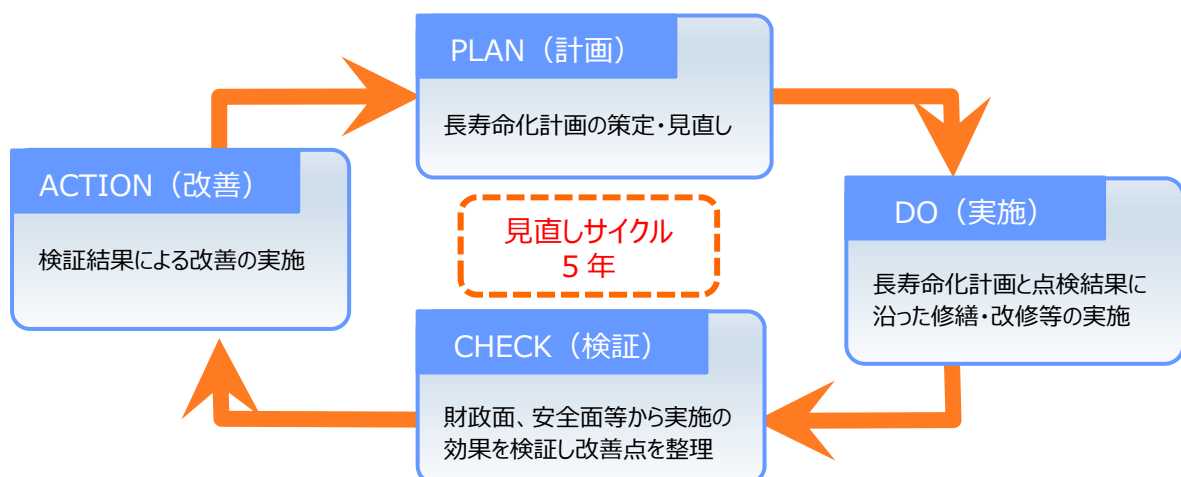 PLAN（計画）
長寿命化計画の策定・見直し
DO（実施）
長寿命化計画と点検結果に
沿った修繕・改修等の実施
CHECK（検証）
財政面、安全面等から実施の
効果を検証し改善点を整理
ACTION（改善）
検証結果による改善の実施
見直しサイクル
５年